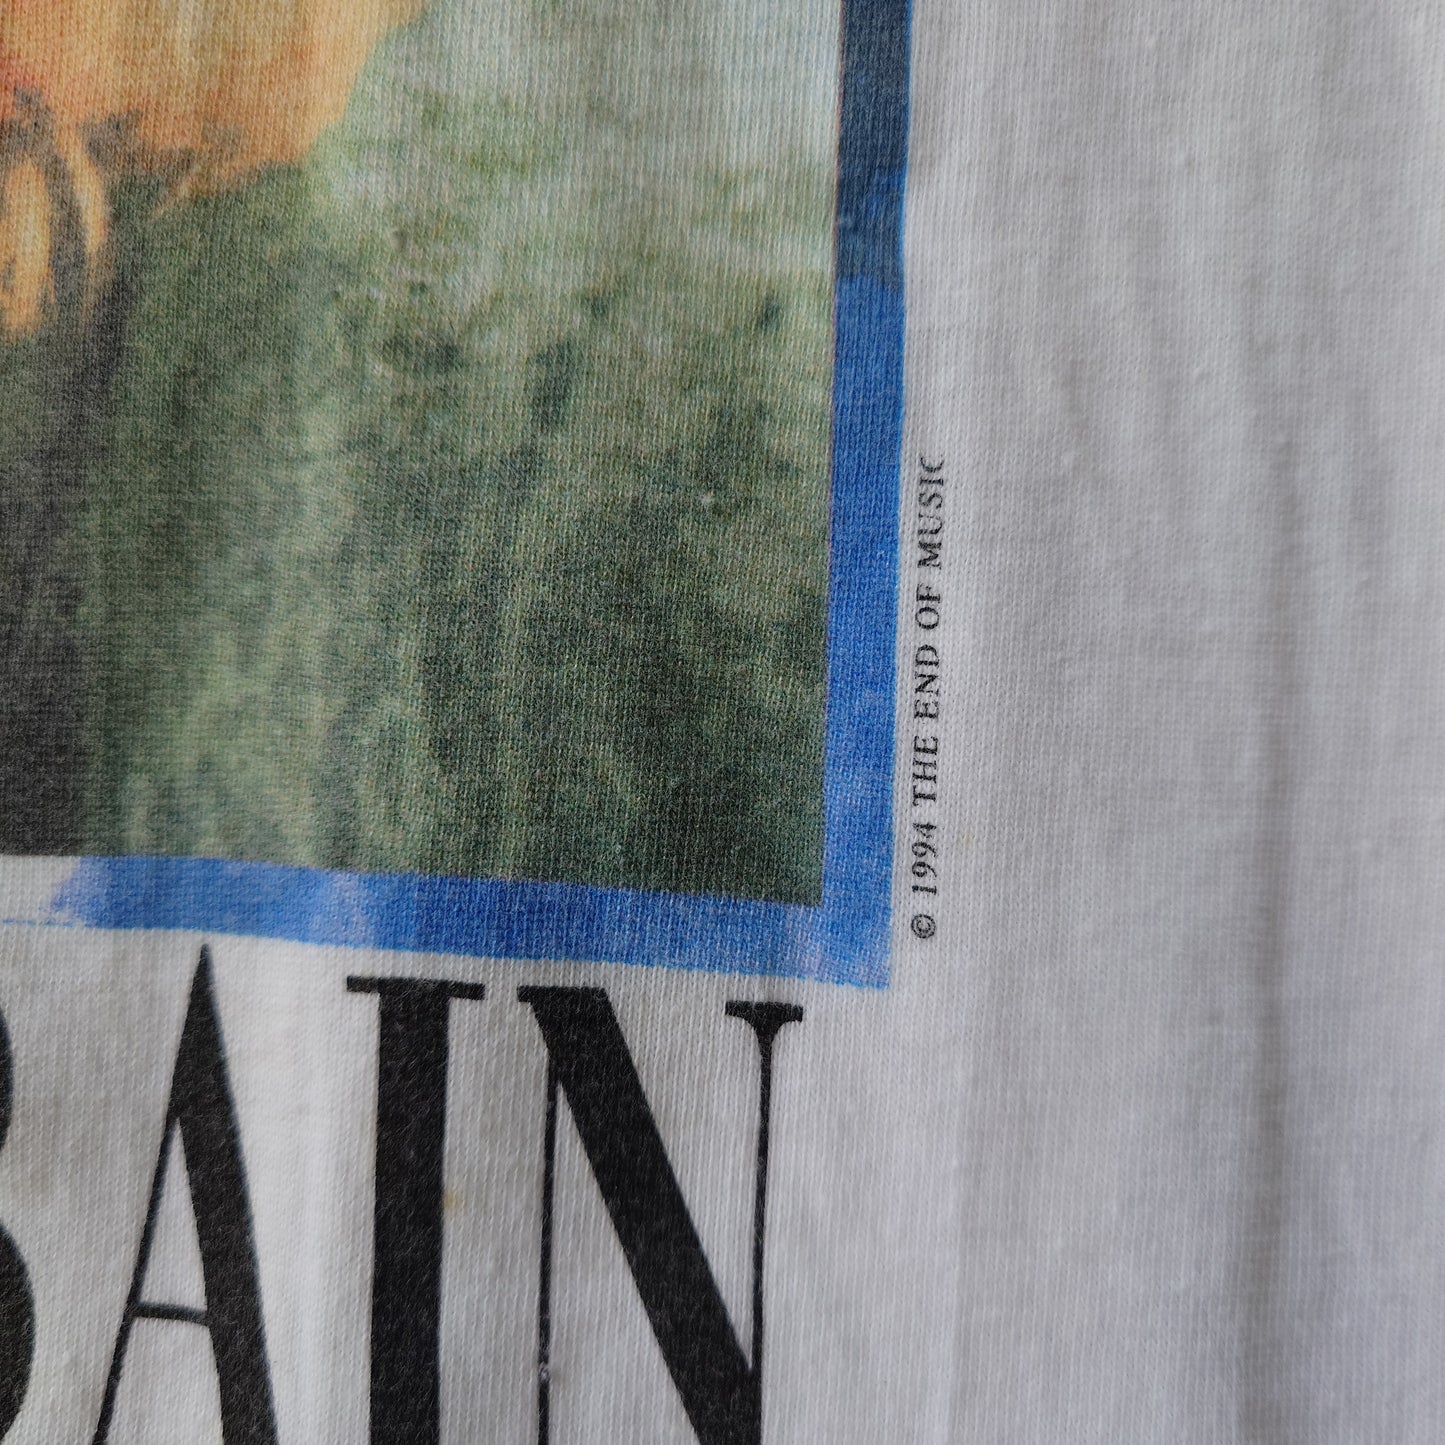 © 1994 THE END OF MUSIC
BAIN